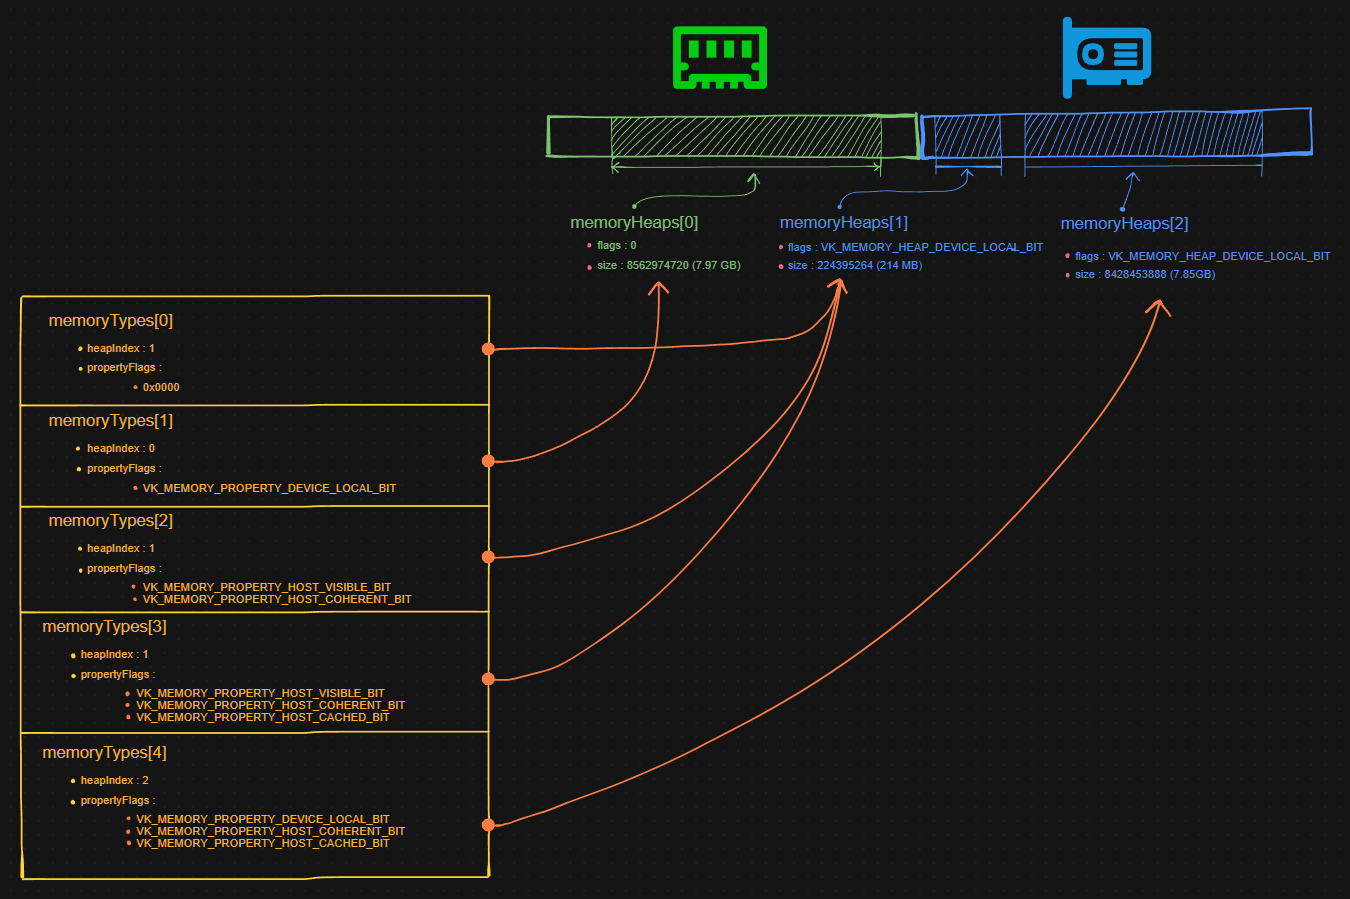 memoryHeaps[0]
flags : 0
size : 8562974720 (7.97 GB)
memoryHeaps[1]
flags : VK_MEMORY_HEAP_DEVICE_LOCAL_BIT
size : 224395264 (214 MB)
memoryHeaps[2]
flags : VK_MEMORY_HEAP_DEVICE_LOCAL_BIT
size : 8428453888 (7.85GB)
memoryTypes[0]
heapIndex : 1
propertyFlags :
0x0000
memoryTypes[1]
heapIndex : 0
propertyFlags :
VK_MEMORY_PROPERTY_DEVICE_LOCAL_BIT
memoryTypes[2]
heapIndex : 1
propertyFlags :
VK_MEMORY_PROPERTY_HOST_VISIBLE_BIT
VK_MEMORY_PROPERTY_HOST_COHERENT_BIT
memoryTypes[3]
heapIndex : 1
propertyFlags :
VK_MEMORY_PROPERTY_HOST_VISIBLE_BIT
VK_MEMORY_PROPERTY_HOST_COHERENT_BIT
VK_MEMORY_PROPERTY_HOST_CACHED_BIT
memoryTypes[4]
heapIndex : 2
propertyFlags :
VK_MEMORY_PROPERTY_DEVICE_LOCAL_BIT
VK_MEMORY_PROPERTY_HOST_COHERENT_BIT
VK_MEMORY_PROPERTY_HOST_CACHED_BIT